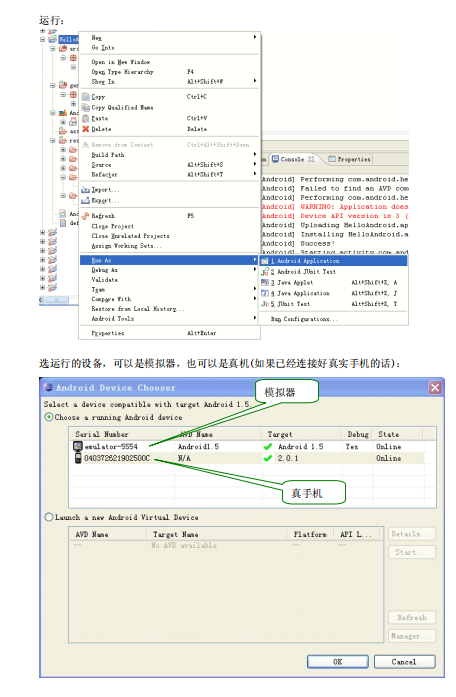 运行:
HelloA
New
Go Into
Open in New Window
Open Type Hierarchy F4
Show In Alt+Shift+W
Copy Ctrl+C
Copy Qualified Name
Paste Ctrl+V
Delete Delete
Remove from Context Ctrl+Alt+Shift+Down
Build Path
Source Alt+Shift+S
Refactor Alt+Shift+T
Import...
Export...
Refresh F5
Close Project
Close Unrelated Projects
Assign Working Sets...
Run As
Debug As
Validate
Team
Compare With
Restore from Local History...
Android Tools
Properties Alt+Enter
Console Properties
Android] Performing com.android.he
Android] Failed to find an AVD com
Android] Performing com.android.he
Android] WARNING: Application does
Android] Device API version is 3 (
Android] Uploading HelloAndroid.ap
Android] Installing HelloAndroid.a
Android] Success!
Android] Starting activity com.and
1 Android Application
2 Android JUnit Test
3 Java Applet Alt+Shift+X, A
4 Java Application Alt+Shift+X, J
5 JUnit Test Alt+Shift+X, T
Run Configurations...
选运行的设备，可以是模拟器，也可以是真机(如果已经连接好真实手机的话):
Android Device Chooser
模拟器
Select a device compatible with target Android 1.5.
Choose a running Android device
Serial Number AVD Name Target Debug State
emulator-5554 Android1.5 Android 1.5 Yes Online
040372621902500C N/A 2.0.1 Online
真手机
Launch a new Android Virtual Device
AVD Name Target Name Platform API L... Details...
-- No AVD available -- -- Start...
Refresh
Manager...
OK Cancel